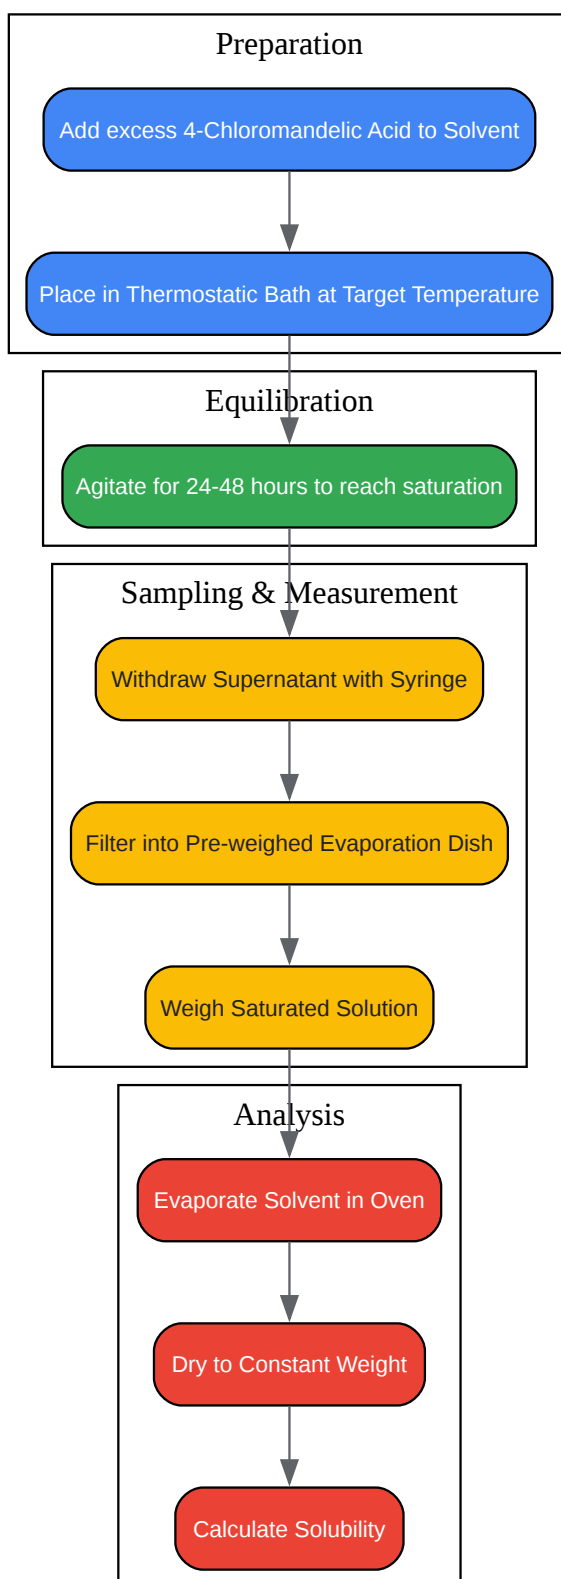 Preparation
Add excess 4-Chloromandelic Acid to Solvent
Place in Thermostatic Bath at Target Temperature
Equilibration
Agitate for 24-48 hours to reach saturation
Sampling & Measurement
Withdraw Supernatant with Syringe
Filter into Pre-weighed Evaporation Dish
Weigh Saturated Solution
Analysis
Evaporate Solvent in Oven
Dry to Constant Weight
Calculate Solubility